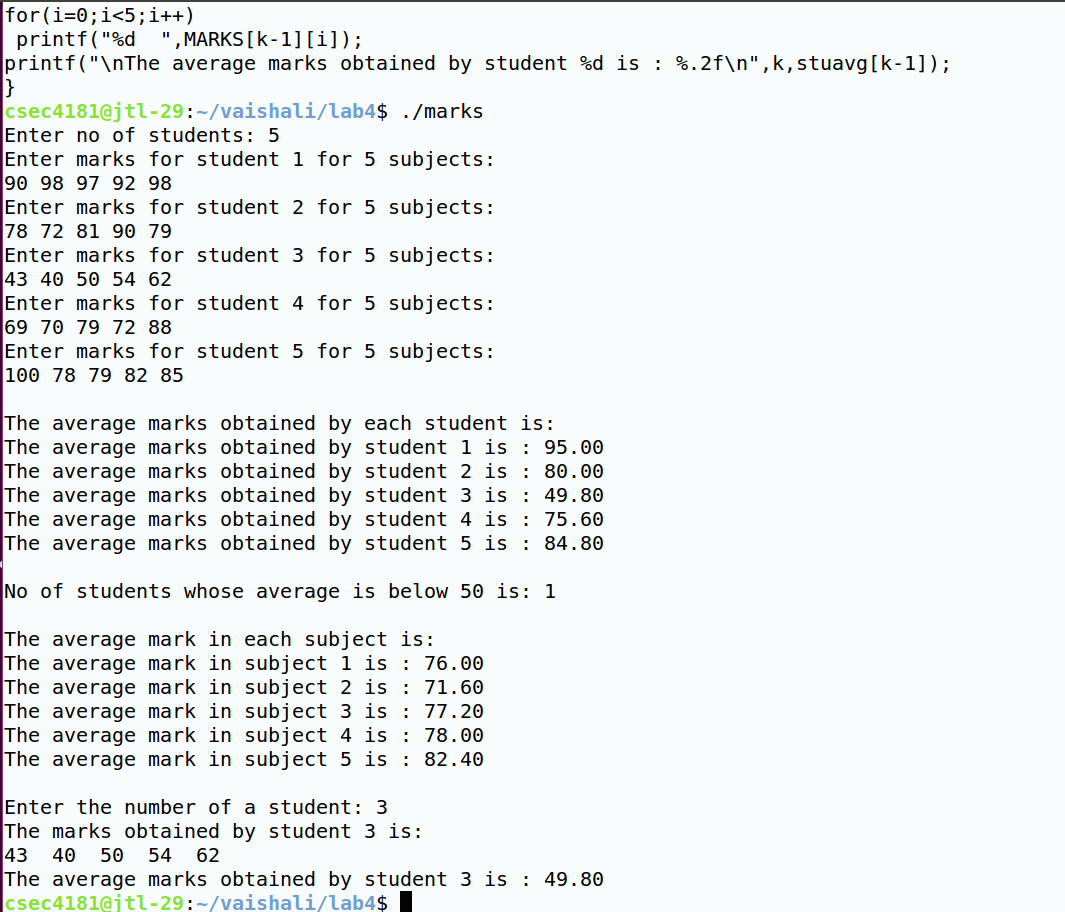 for(i=0;i<5;i++)
 printf("%d  ",MARKS[k-1][i]);
printf("\nThe average marks obtained by student %d is : %.2f\n",k,stuavg[k-1]);
}
csec4181@jtl-29:~/vaishali/lab4$ ./marks
Enter no of students: 5
Enter marks for student 1 for 5 subjects:
90 98 97 92 98
Enter marks for student 2 for 5 subjects:
78 72 81 90 79
Enter marks for student 3 for 5 subjects:
43 40 50 54 62
Enter marks for student 4 for 5 subjects:
69 70 79 72 88
Enter marks for student 5 for 5 subjects:
100 78 79 82 85

The average marks obtained by each student is:
The average marks obtained by student 1 is : 95.00
The average marks obtained by student 2 is : 80.00
The average marks obtained by student 3 is : 49.80
The average marks obtained by student 4 is : 75.60
The average marks obtained by student 5 is : 84.80

No of students whose average is below 50 is: 1

The average mark in each subject is:
The average mark in subject 1 is : 76.00
The average mark in subject 2 is : 71.60
The average mark in subject 3 is : 77.20
The average mark in subject 4 is : 78.00
The average mark in subject 5 is : 82.40

Enter the number of a student: 3
The marks obtained by student 3 is:
43  40  50  54  62
The average marks obtained by student 3 is : 49.80
csec4181@jtl-29:~/vaishali/lab4$